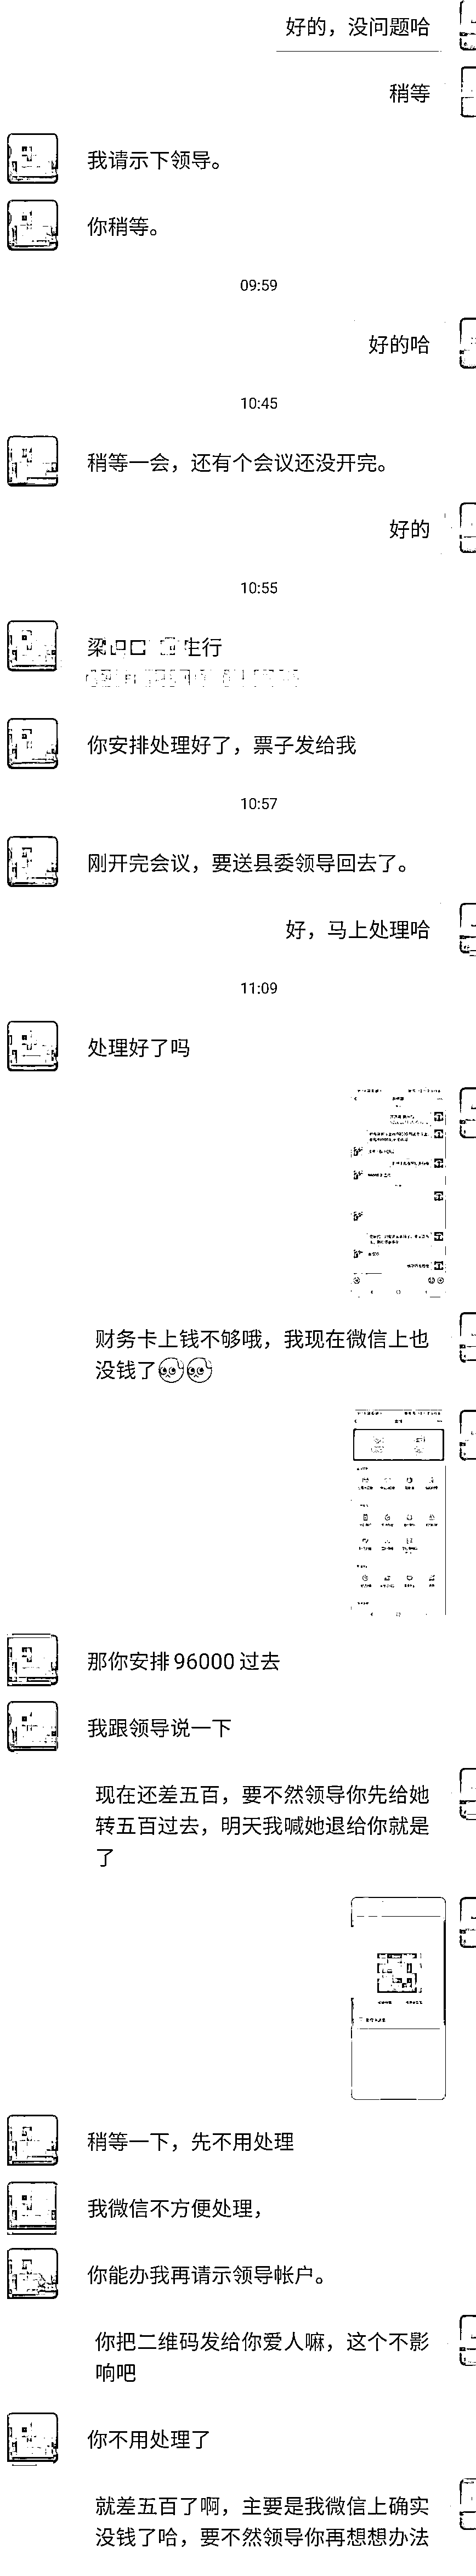 好的，没问题哈
稍等
我请示下领导。
你稍等。
09:59
好的哈
10:45
稍等一会，还有个会议还没开完。
好的
10:55
梁
生行
你安排处理好了，票子发给我
10:57
刚开完会议，要送县委领导回去了。
好，马上处理哈
11:09
处理好了吗
财务卡上钱不够哦，我现在微信上也
没钱了
那你安排96000过去
我跟领导说一下
现在还差五百，要不然领导你先给她
转五百过去，明天我喊她退给你就是
了
稍等一下，先不用处理
我微信不方便处理，
你能办我再请示领导帐户。
你把二维码发给你爱人嘛，这个不影
响吧
你不用处理了
就差五百了啊，主要是我微信上确实
没钱了哈，要不然领导你再想想办法